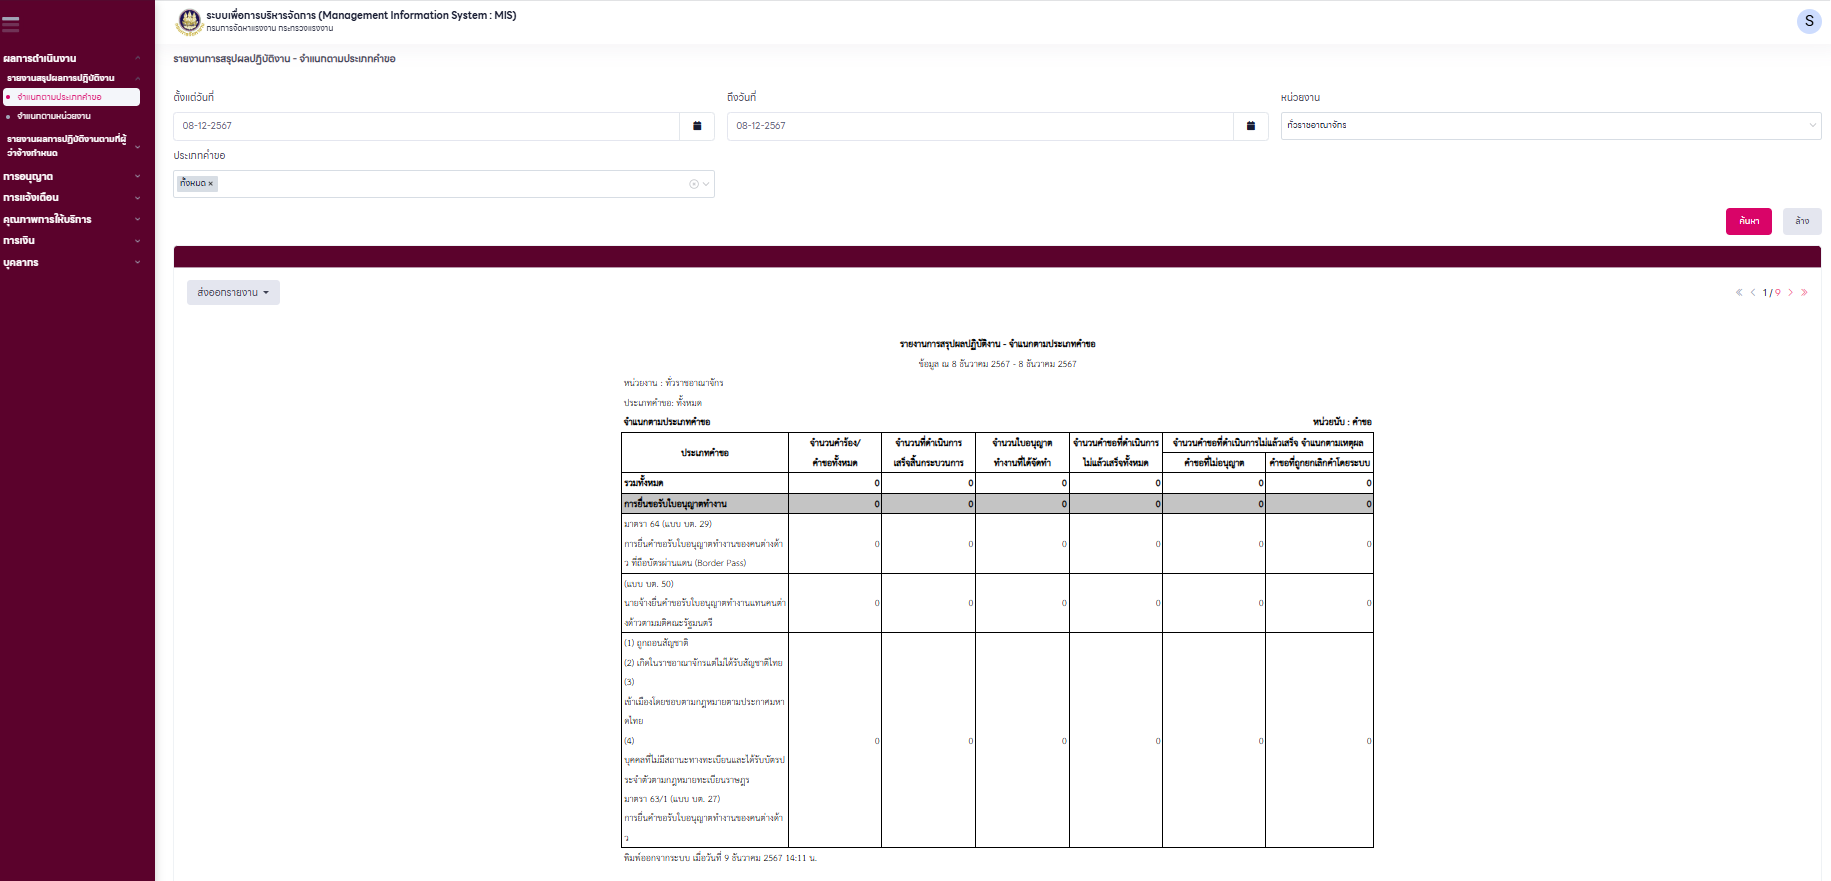 ระบบเพื่อการบริหารจัดการ (Management Information System : MIS)
กรมการจัดหาแรงงาน กระทรวงแรงงาน
S
ผลการดำเนินงาน
รายงานสรุปผลการปฏิบัติงาน
จำแนกตามประเภทคำขอ
จำแนกตามหน่วยงาน
รายงานผลการปฏิบัติงานตามที่ผู้
ว่าจ้างกำหนด
การอนุญาต
การแจ้งเตือน
คุณภาพการให้บริการ
การเงิน
บุคลากร
รายงานการสรุปผลปฏิบัติงาน - จำแนกตามประเภทคำขอ
ตั้งแต่วันที่ ถึงวันที่ หน่วยงาน
08-12-2567 08-12-2567 ทั่วราชอาณาจักร
ประเภทคำขอ
ทั้งหมด ×
ค้นหา ล้าง
ส่งออกรายงาน
1 / 9
รายงานการสรุปผลปฏิบัติงาน - จำแนกตามประเภทคำขอ
ข้อมูล ณ 8 ธันวาคม 2567 - 8 ธันวาคม 2567
หน่วยงาน : ทั่วราชอาณาจักร
ประเภทคำขอ: ทั้งหมด
จำแนกตามประเภทคำขอ หน่วยนับ : คำขอ
ประเภทคำขอ
จำนวนคำร้อง/
คำขอทั้งหมด
จำนวนที่ดำเนินการ
เสร็จสิ้นกระบวนการ
จำนวนใบอนุญาต
ทำงานที่ได้จัดทำ
จำนวนคำขอที่ดำเนินการ
ไม่แล้วเสร็จทั้งหมด
จำนวนคำขอที่ดำเนินการไม่แล้วเสร็จ จำแนกตามเหตุผล
คำขอที่ไม่อนุญาต คำขอที่ถูกยกเลิกคำโดยระบบ
รวมทั้งหมด 0 0 0 0 0 0
การยื่นขอรับใบอนุญาตทำงาน 0 0 0 0 0 0
มาตรา 64 (แบบ บต. 29)
การยื่นคำขอรับใบอนุญาตทำงานของคนต่างด้า 0 0 0 0 0 0
ว ที่ถือบัตรผ่านแดน (Border Pass)
(แบบ บต. 50)
นายจ้างยื่นคำขอรับใบอนุญาตทำงานแทนคนต่า 0 0 0 0 0 0
งด้าวตามมติคณะรัฐมนตรี
(1) ถูกถอนสัญชาติ
(2) เกิดในราชอาณาจักรแต่ไม่ได้รับสัญชาติไทย
(3)
เข้าเมืองโดยชอบตามกฎหมายตามประกาศมหา
ดไทย
(4) 0 0 0 0 0 0
บุคคลที่ไม่มีสถานะทางทะเบียนและได้รับบัตรป
ระจำตัวตามกฎหมายทะเบียนราษฎร
มาตรา 63/1 (แบบ บต. 27)
การยื่นคำขอรับใบอนุญาตทำงานของคนต่างด้า
ว
พิมพ์ออกจากระบบ เมื่อวันที่ 9 ธันวาคม 2567 14:11 น.